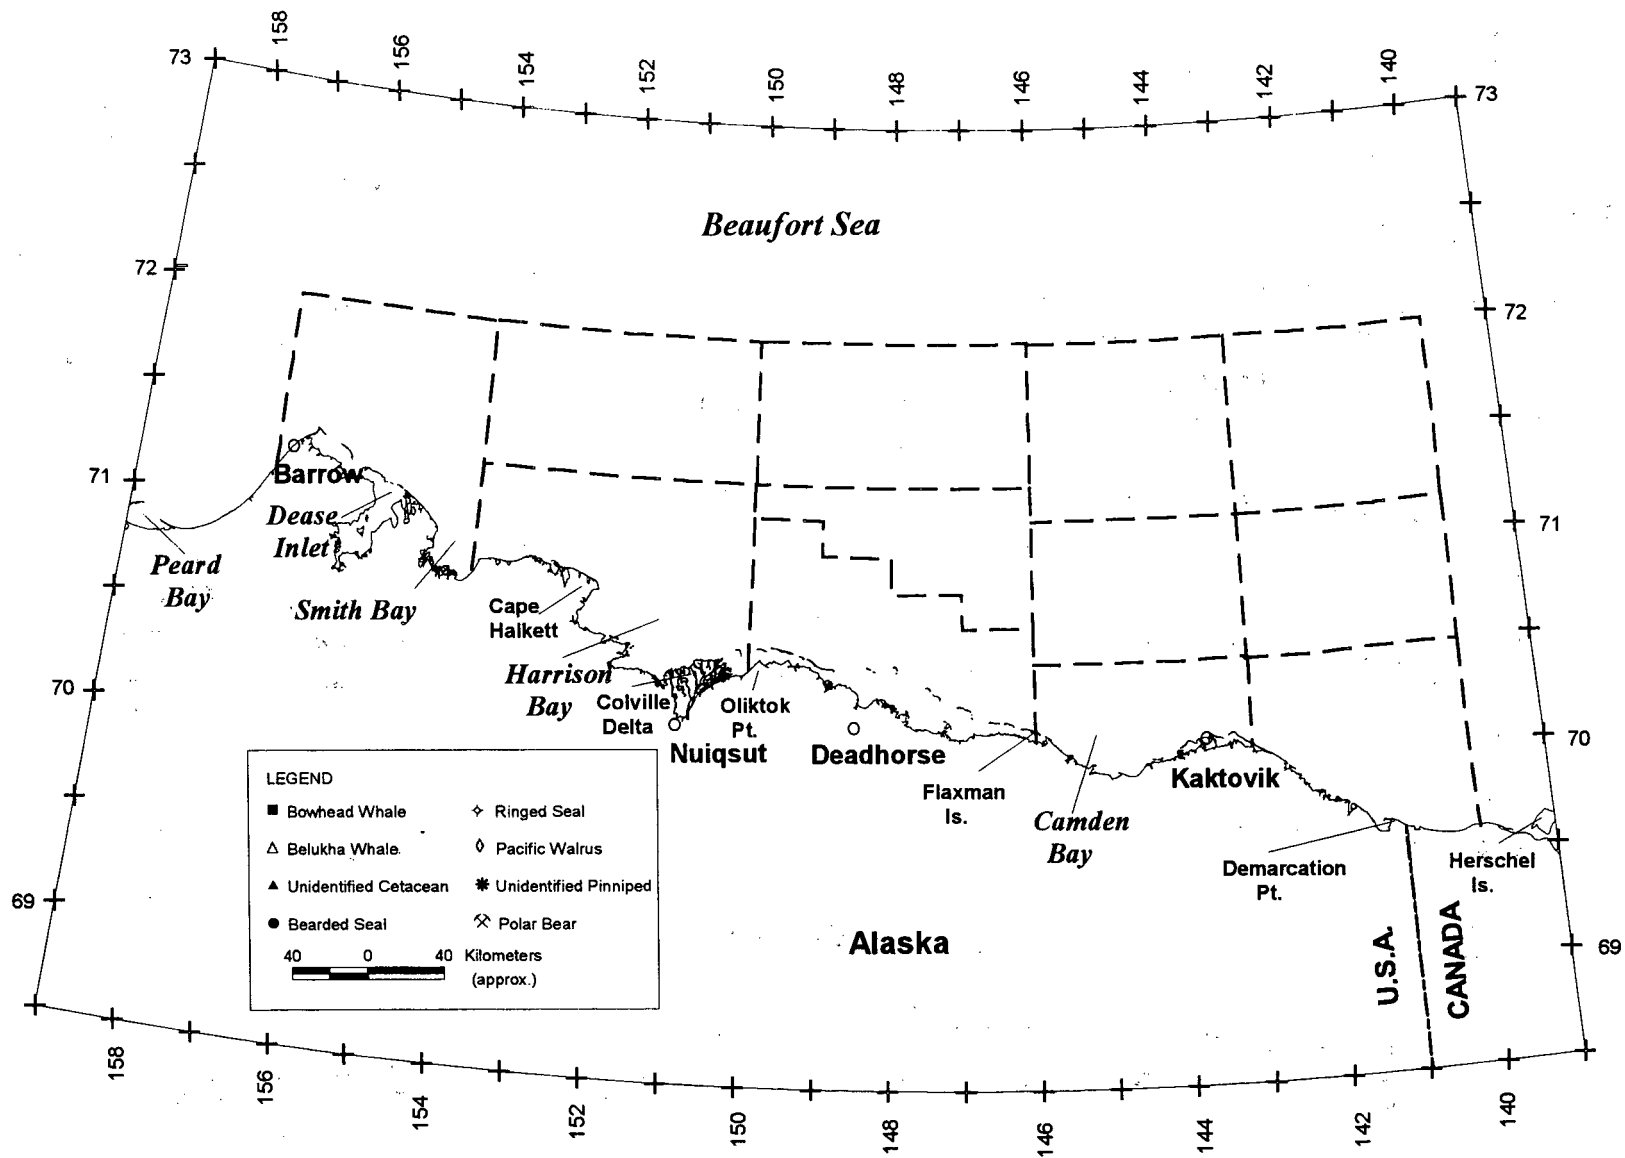 158
156
154
152
150
148
146
144
142
140
73
73
Beaufort Sea
72
72
71
Barrow
Dease
Inlet
Peard
Bay
Smith Bay
71
Cape
Halkett
Harrison
Bay
70
Colville
Delta
Oliktok
Pt.
Nuiqsut
Deadhorse
Flaxman
Is.
Camden
Bay
Kaktovik
70
Demarcation
Pt.
Herschel
Is.
LEGEND
Bowhead Whale
Ringed Seal
Belukha Whale
Pacific Walrus
Unidentified Cetacean
Unidentified Pinniped
Bearded Seal
Polar Bear
40 0 40 Kilometers
(approx.)
69
Alaska
U.S.A.
CANADA
69
158
156
154
152
150
148
146
144
142
140